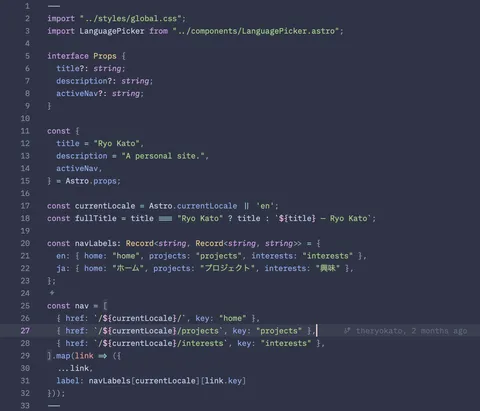 1 ---
2 import "../styles/global.css";
3 import LanguagePicker from "../components/LanguagePicker.astro";
4
5 interface Props {
6 title?: string;
7 description?: string;
8 activeNav?: string;
9 }
10
11 const {
12 title = "Ryo Kato",
13 description = "A personal site.",
14 activeNav,
15 } = Astro.props;
16
17 const currentLocale = Astro.currentLocale || 'en';
18 const fullTitle = title === "Ryo Kato" ? title : `${title} — Ryo Kato`;
19
20 const navLabels: Record<string, Record<string, string>> = {
21 en: { home: "home", projects: "projects", interests: "interests" },
22 ja: { home: "ホーム", projects: "プロジェクト", interests: "興味" },
23 };
24
25 const nav = [
26 { href: `/${currentLocale}/`, key: "home" },
27 { href: `/${currentLocale}/projects`, key: "projects" }, theryokato, 2 months ago
28 { href: `/${currentLocale}/interests`, key: "interests" },
29 ].map(link => ({
30 ...link,
31 label: navLabels[currentLocale][link.key]
32 }));
33 ---